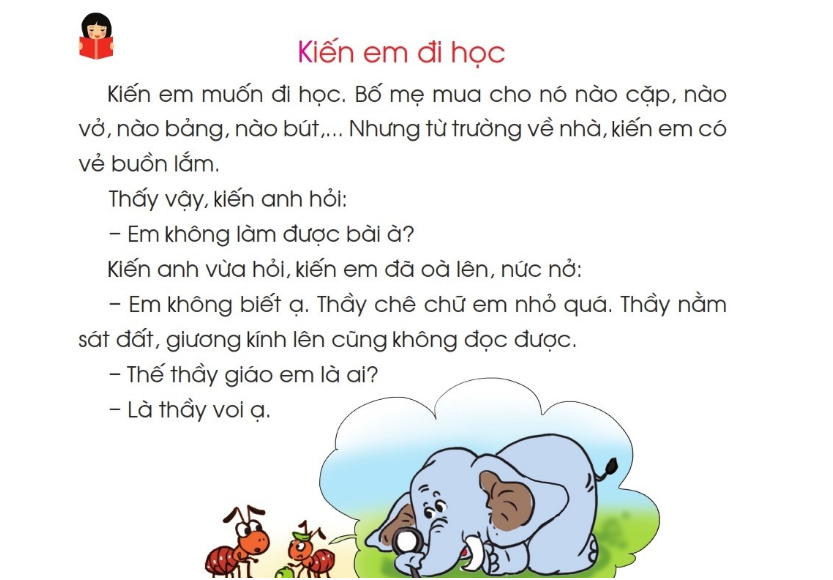 Kiến em đi học
Kiến em muốn đi học. Bố mẹ mua cho nó nào cặp, nào
vở, nào bảng, nào bút,... Nhưng từ trường về nhà, kiến em có
vẻ buồn lắm.
Thấy vậy, kiến anh hỏi:
– Em không làm được bài à?
Kiến anh vừa hỏi, kiến em đã oà lên, nức nở:
– Em không biết ạ. Thầy chê chữ em nhỏ quá. Thầy nằm
sát đất, giương kính lên cũng không đọc được.
– Thế thầy giáo em là ai?
– Là thầy voi ạ.